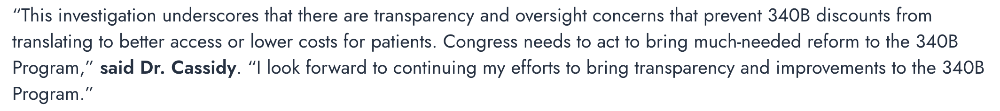 “This investigation underscores that there are transparency and oversight concerns that prevent 340B discounts from
translating to better access or lower costs for patients. Congress needs to act to bring much-needed reform to the 340B
Program,” said Dr. Cassidy. “I look forward to continuing my efforts to bring transparency and improvements to the 340B
Program.”